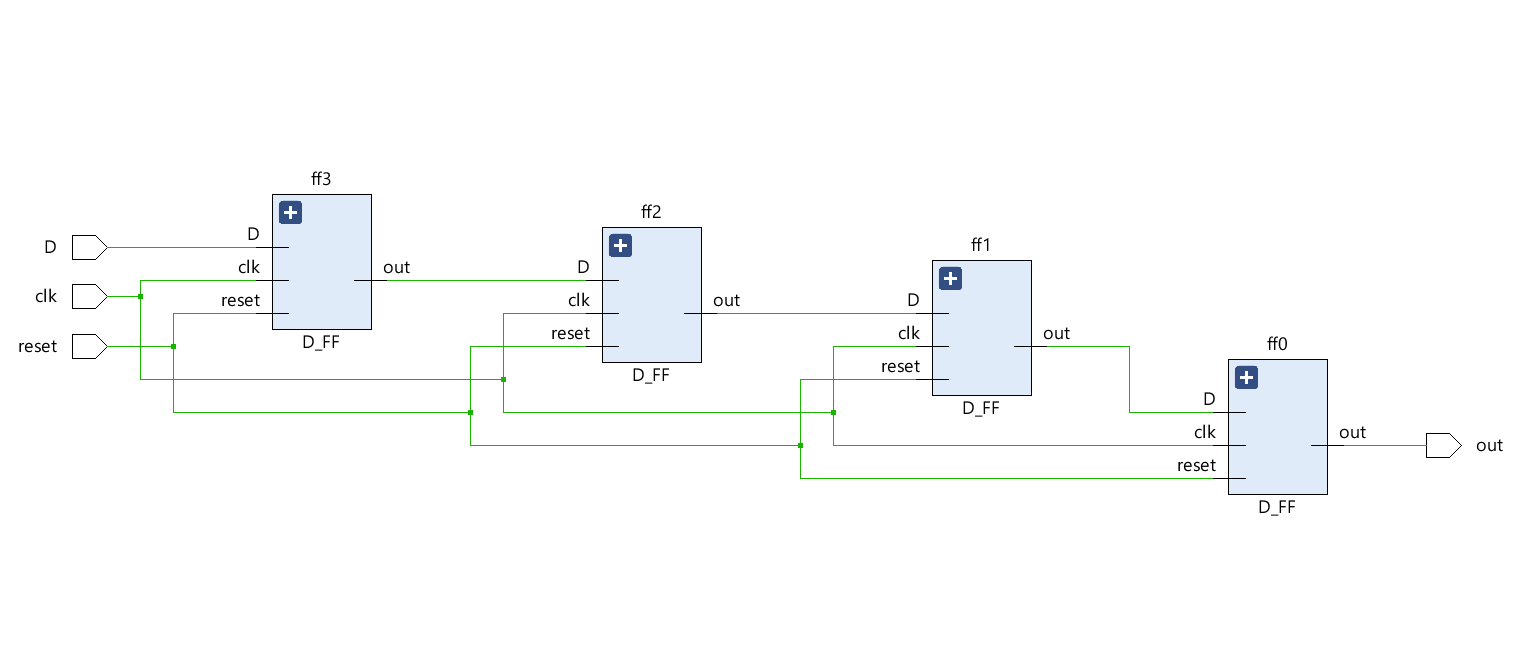 ff3
D
clk
reset
out
D_FF
D
clk
reset
ff2
D
clk
reset
out
D_FF
ff1
D
clk
reset
out
D_FF
ff0
D
clk
reset
out
D_FF
out